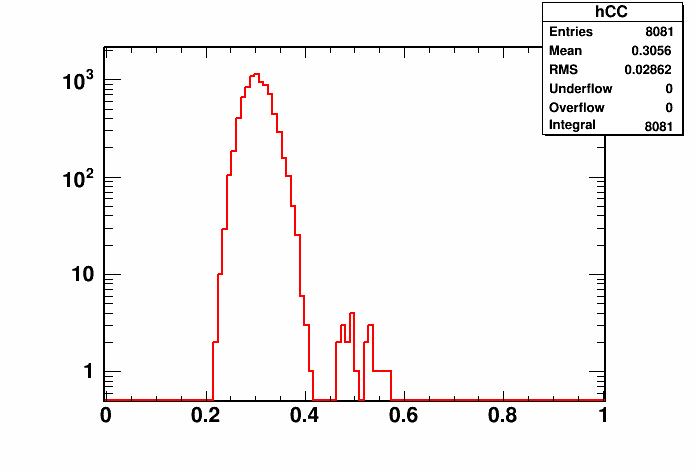 hCC
Entries 8081
Mean 0.3056
RMS 0.02862
Underflow 0
Overflow 0
Integral 8081
10³
10²
10
1
0 0.2 0.4 0.6 0.8 1